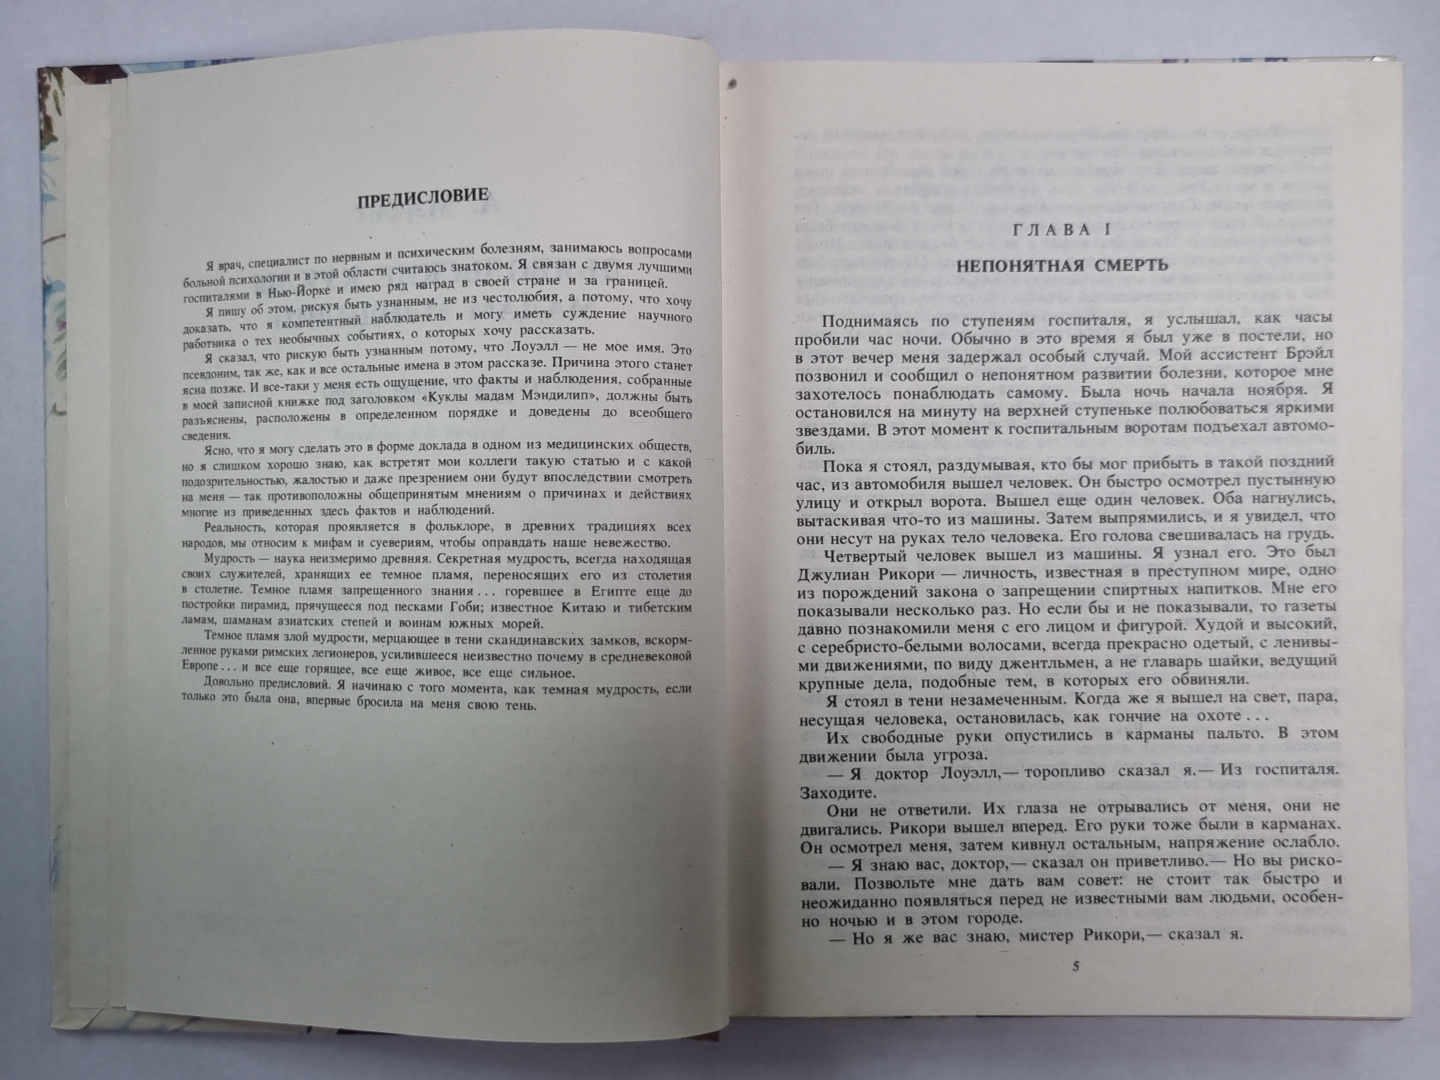 ПРЕДИСЛОВИЕ
Я врач, специалист по нервным и психическим болезням, занимаюсь вопросами
больной психологии и в этой области считаюсь знатоком. Я связан с двумя лучшими
госпиталями в Нью-Йорке и имею ряд наград в своей стране и за границей.
Я пишу об этом, рискуя быть узнанным, не из честолюбия, а потому, что хочу
доказать, что я компетентный наблюдатель и могу иметь суждение научного
работника о тех необычных событиях, о которых хочу рассказать.
Я сказал, что рискую быть узнанным потому, что Лоуэлл — не мое имя. Это
псевдоним, так же, как и все остальные имена в этом рассказе. Причина этого станет
ясна позже. И все-таки у меня есть ощущение, что факты и наблюдения, собранные
в моей записной книжке под заголовком «Куклы мадам Мэндилип», должны быть
разъяснены, расположены в определенном порядке и доведены до всеобщего
сведения.
Ясно, что я могу сделать это в форме доклада в одном из медицинских обществ,
но я слишком хорошо знаю, как встретят мои коллеги такую статью и с какой
подозрительностью, жалостью и даже презрением они будут впоследствии смотреть
на меня — так противоположны общепринятым мнениям о причинах и действиях
многие из приведенных здесь фактов и наблюдений.
Реальность, которая проявляется в фольклоре, в древних традициях всех
народов, мы относим к мифам и суевериям, чтобы оправдать наше невежество.
Мудрость — наука неизмеримо древняя. Секретная мудрость, всегда находящая
своих служителей, хранящих ее темное пламя, переносящих его из столетия
в столетие. Темное пламя запрещенного знания... горевшее в Египте еще до
постройки пирамид, прячущееся под песками Гоби; известное Китаю и тибетским
ламам, шаманам азиатских степей и воинам южных морей.
Темное пламя злой мудрости, мерцающее в тени скандинавских замков, вскорм-
ленное руками римских легионеров, усилившееся неизвестно почему в средневековой
Европе... и все еще горящее, все еще живое, все еще сильное.
Довольно предисловий. Я начинаю с того момента, как темная мудрость, если
только это была она, впервые бросила на меня свою тень.
ГЛАВА I
НЕПОНЯТНАЯ СМЕРТЬ
Поднимаясь по ступеням госпиталя, я услышал, как часы
пробили час ночи. Обычно в это время я был уже в постели, но
в этот вечер меня задержал особый случай. Мой ассистент Брэйл
позвонил и сообщил о непонятном развитии болезни, которое мне
захотелось понаблюдать самому. Была ночь начала ноября. Я
остановился на минуту на верхней ступеньке полюбоваться яркими
звездами. В этот момент к госпитальным воротам подъехал автомо-
биль.
Пока я стоял, раздумывая, кто бы мог прибыть в такой поздний
час, из автомобиля вышел человек. Он быстро осмотрел пустынную
улицу и открыл ворота. Вышел еще один человек. Оба нагнулись,
вытаскивая что-то из машины. Затем выпрямились, и я увидел, что
они несут на руках тело человека. Его голова свешивалась на грудь.
Четвертый человек вышел из машины. Я узнал его. Это был
Джулиан Рикори — личность, известная в преступном мире, одно
из порождений закона о запрещении спиртных напитков. Мне его
показывали несколько раз. Но если бы и не показывали, то газеты
давно познакомили меня с его лицом и фигурой. Худой и высокий,
с серебристо-белыми волосами, всегда прекрасно одетый, с ленивы-
ми движениями, по виду джентльмен, а не главарь шайки, ведущий
крупные дела, подобные тем, в которых его обвиняли.
Я стоял в тени незамеченным. Когда же я вышел на свет, пара,
несущая человека, остановилась, как гончие на охоте...
Их свободные руки опустились в карманы пальто. В этом
движении была угроза.
— Я доктор Лоуэлл,— торопливо сказал я.— Из госпиталя.
Заходите.
Они не ответили. Их глаза не отрывались от меня, они не
двигались. Рикори вышел вперед. Его руки тоже были в карманах.
Он осмотрел меня, затем кивнул остальным, напряжение ослабло.
— Я знаю вас, доктор,— сказал он приветливо.— Но вы риско-
вали. Позвольте мне дать вам совет: не стоит так быстро и
неожиданно появляться перед не известными вам людьми, особен-
но ночью и в этом городе.
— Но я же вас знаю, мистер Рикори,— сказал я.
5